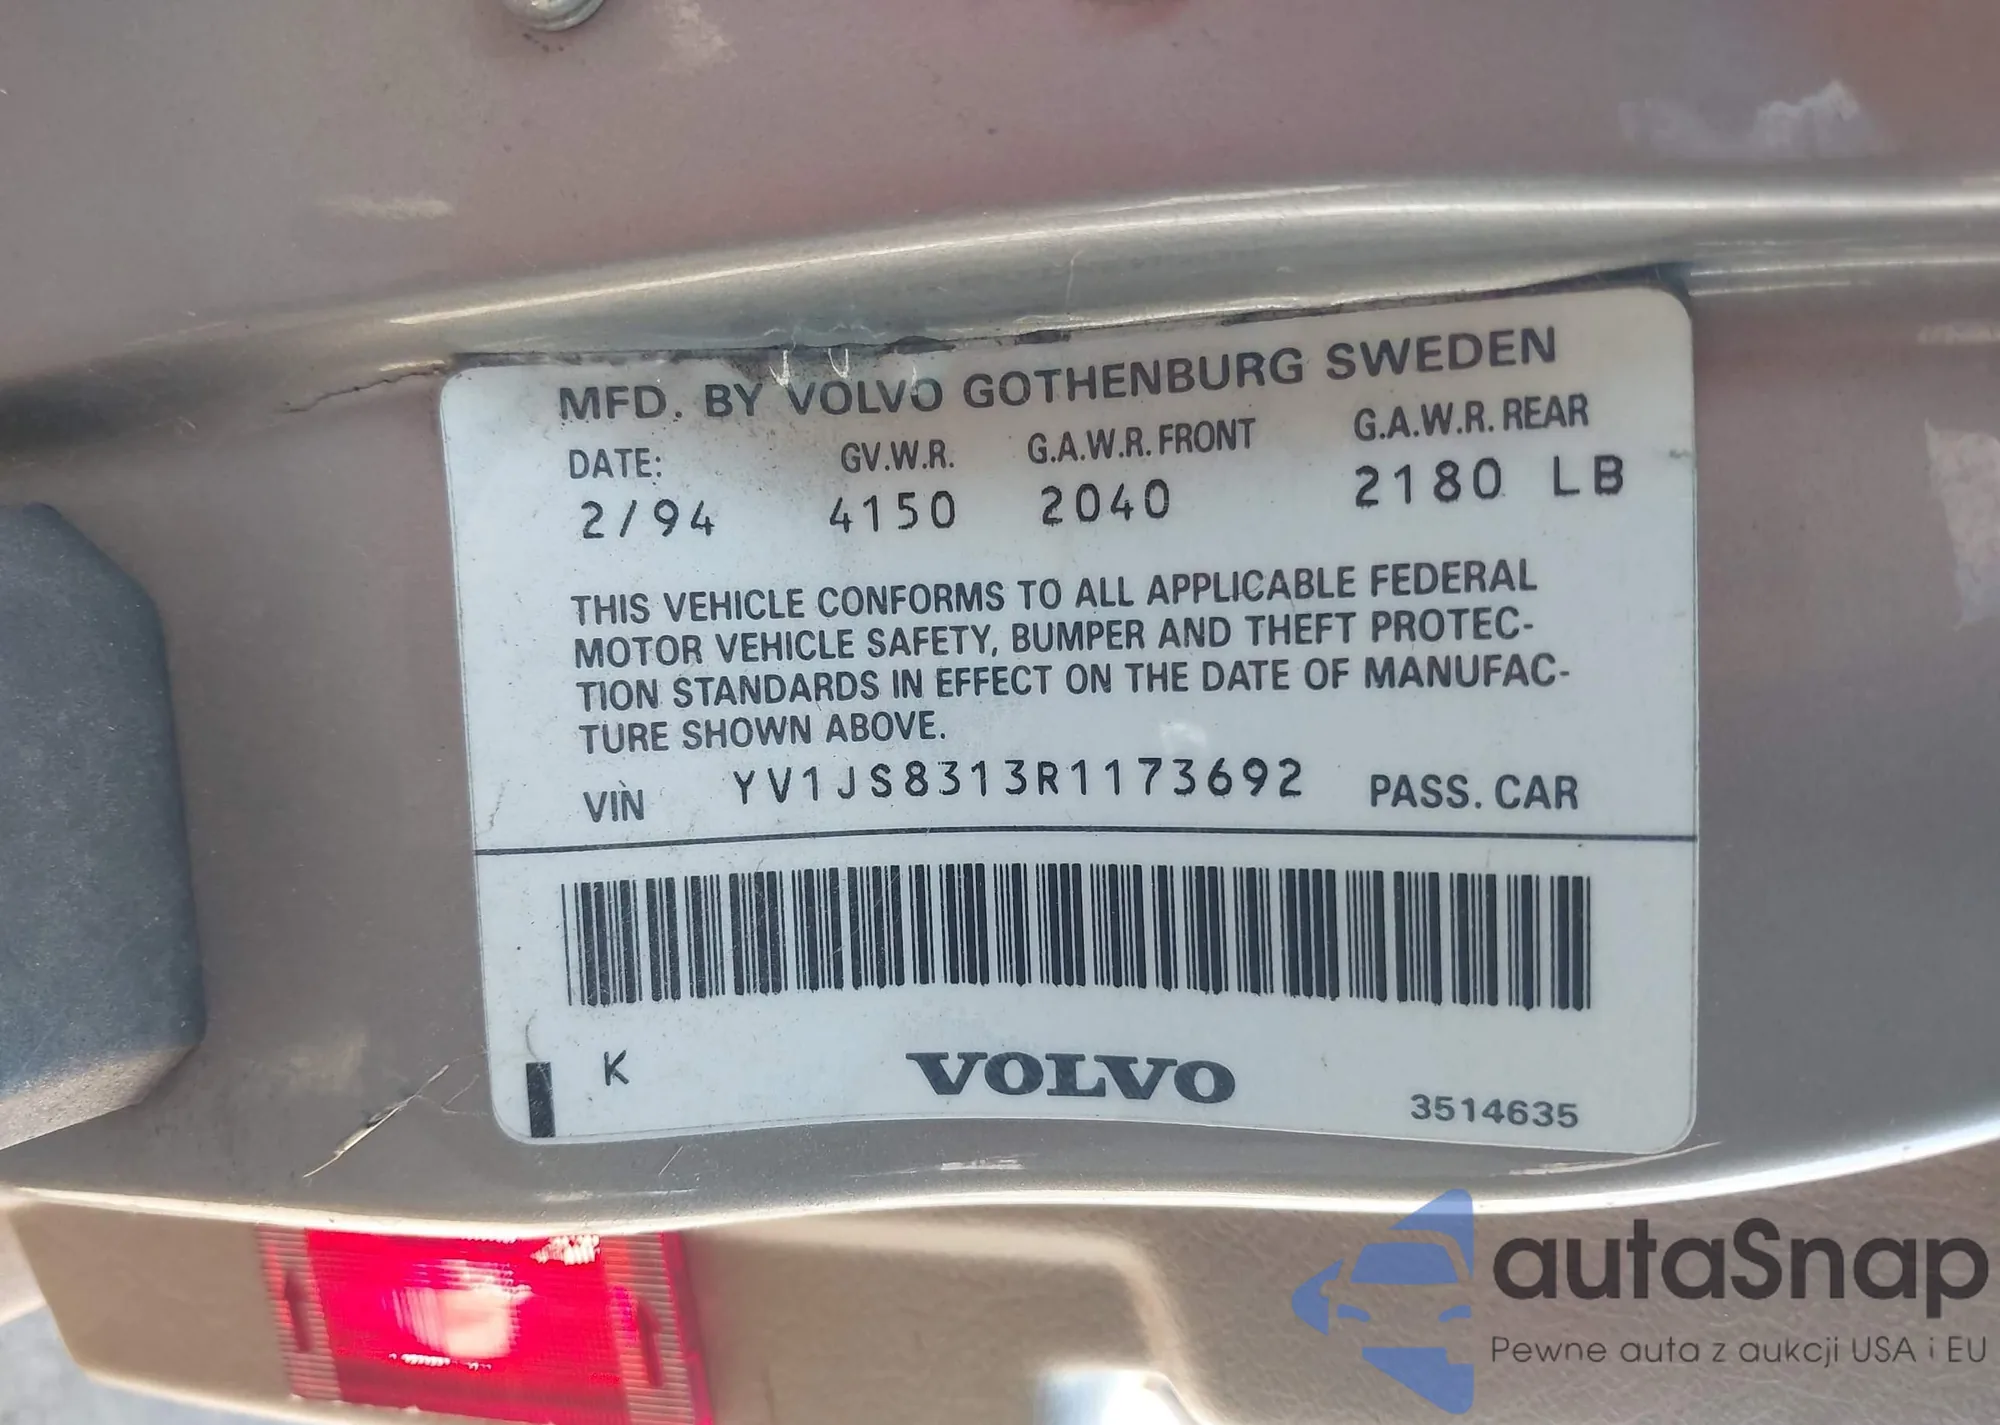 MFD. BY VOLVO GOTHENBURG SWEDEN
DATE: GV.W.R. G.A.W.R. FRONT G.A.W.R. REAR
2/94 4150 2040 2180 LB
THIS VEHICLE CONFORMS TO ALL APPLICABLE FEDERAL
MOTOR VEHICLE SAFETY, BUMPER AND THEFT PROTEC-
TION STANDARDS IN EFFECT ON THE DATE OF MANUFAC-
TURE SHOWN ABOVE.
VIN YV1JS8313R1173692 PASS. CAR
K VOLVO 3514635
autaSnap
Pewne auta z aukcji USA i EU